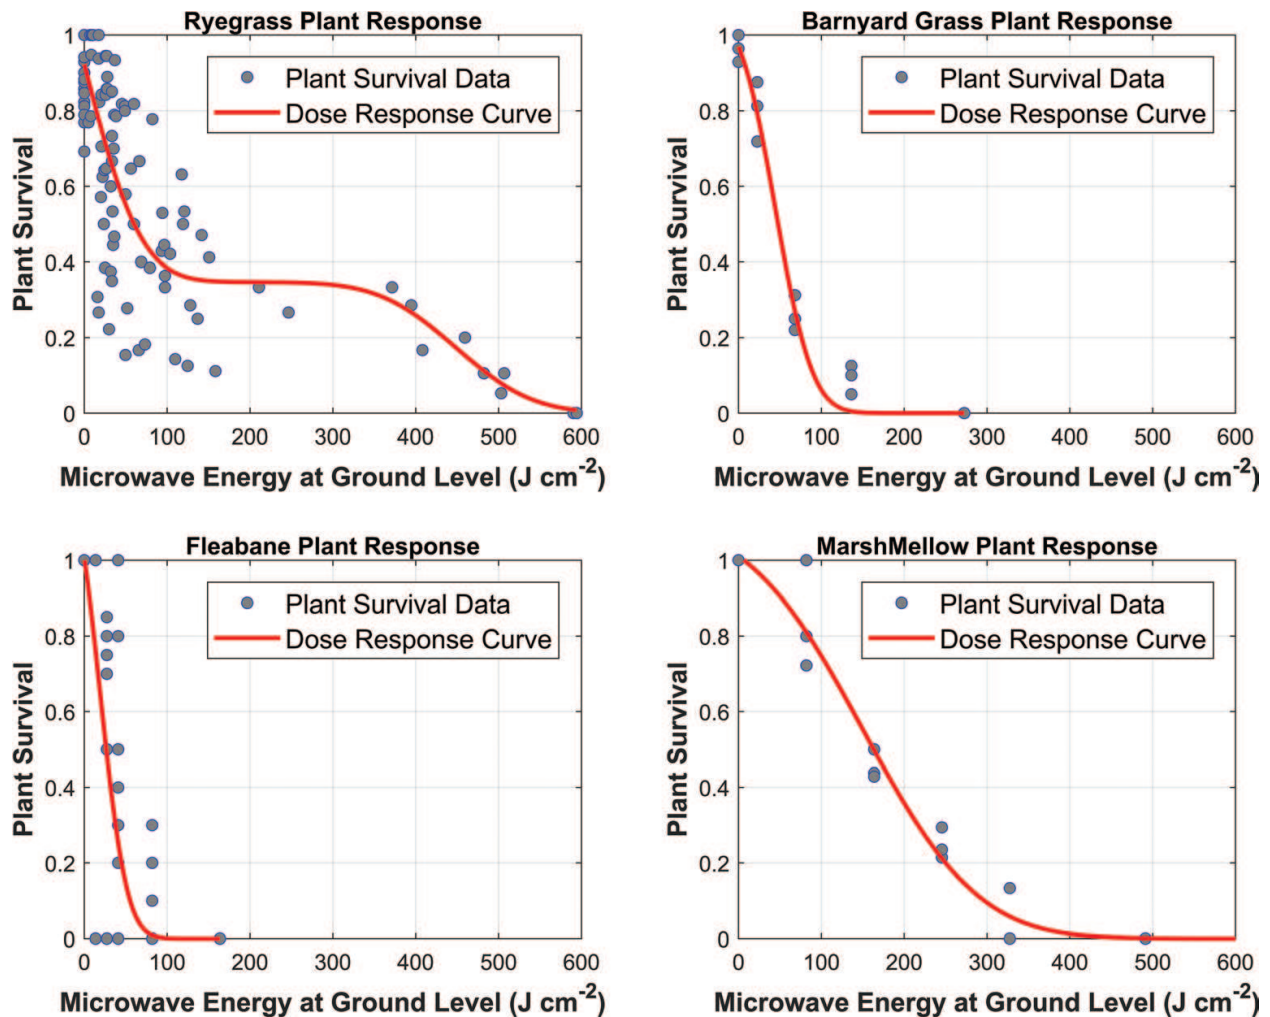 Ryegrass Plant Response
1
0.8
0.6
0.4
0.2
0
Plant Survival
Plant Survival Data
Dose Response Curve
0 100 200 300 400 500 600
Microwave Energy at Ground Level (J cm-2)
Barnyard Grass Plant Response
1
0.8
0.6
0.4
0.2
0
Plant Survival
Plant Survival Data
Dose Response Curve
0 100 200 300 400 500 600
Microwave Energy at Ground Level (J cm-2)
Fleabane Plant Response
1
0.8
0.6
0.4
0.2
0
Plant Survival
Plant Survival Data
Dose Response Curve
0 100 200 300 400 500 600
Microwave Energy at Ground Level (J cm-2)
MarshMellow Plant Response
1
0.8
0.6
0.4
0.2
0
Plant Survival
Plant Survival Data
Dose Response Curve
0 100 200 300 400 500 600
Microwave Energy at Ground Level (J cm-2)